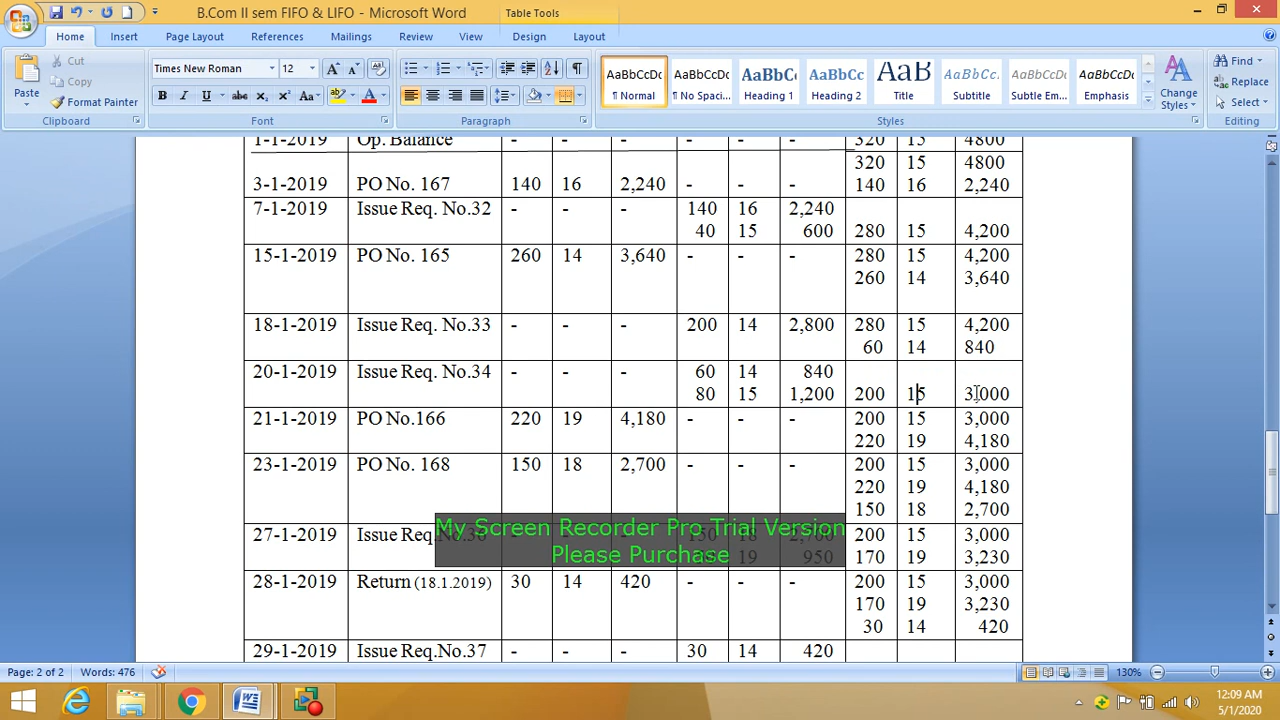 B.Com II sem FIFO & LIFO - Microsoft Word
Table Tools
Home Insert Page Layout References Mailings Review View Design Layout
Paste
Cut
Copy
Format Painter
Clipboard
Times New Roman 12
Font
Paragraph
AaBbCcDc AaBbCcDc AaBbCc AaBbCc AaB AaBbCc. AaBbCcDc AaBbCcDc
¶ Normal ¶ No Spaci... Heading 1 Heading 2 Title Subtitle Subtle Em... Emphasis
Change Styles
Styles
Find
Replace
Select
Editing
1-1-2019 Op. Balance - - - - - - 320 15 4800
320 15 4800
3-1-2019 PO No. 167 140 16 2,240 - - - 140 16 2,240
7-1-2019 Issue Req. No.32 - - - 140 16 2,240
40 15 600 280 15 4,200
15-1-2019 PO No. 165 260 14 3,640 - - - 280 15 4,200
260 14 3,640
18-1-2019 Issue Req. No.33 - - - 200 14 2,800 280 15 4,200
60 14 840
20-1-2019 Issue Req. No.34 - - - 60 14 840
80 15 1,200 200 15 3,000
21-1-2019 PO No.166 220 19 4,180 - - - 200 15 3,000
220 19 4,180
23-1-2019 PO No. 168 150 18 2,700 - - - 200 15 3,000
220 19 4,180
150 18 2,700
My Screen Recorder Pro Trial Version
Please Purchase
27-1-2019 Issue Req. 200 15 3,000
19 950 170 19 3,230
28-1-2019 Return (18.1.2019) 30 14 420 - - - 200 15 3,000
170 19 3,230
30 14 420
29-1-2019 Issue Req.No.37 - - - 30 14 420
Page: 2 of 2 Words: 476 130%
12:09 AM
5/1/2020